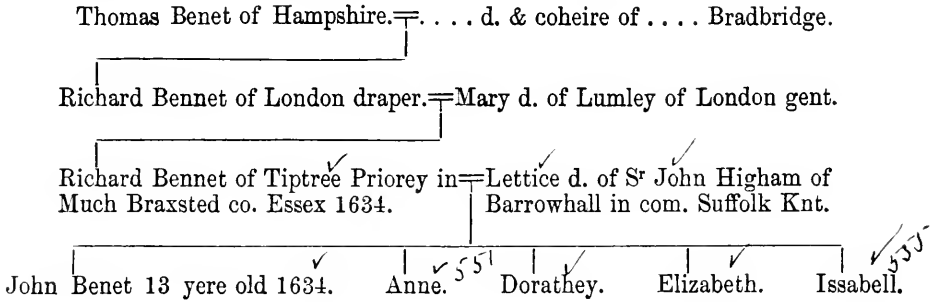 Thomas Benet of Hampshire.=. . . . d. & coheire of . . . . Bradbridge.
Richard Bennet of London draper.=Mary d. of Lumley of London gent.
Richard Bennet of Tiptree Priorey in=Lettice d. of Sʳ John Higham of
Much Braxsted co. Essex 1634. Barrowhall in com. Suffolk Knt.
John Benet 13 yere old 1634. Anne. 551 Dorathey. Elizabeth. Issabell. 535